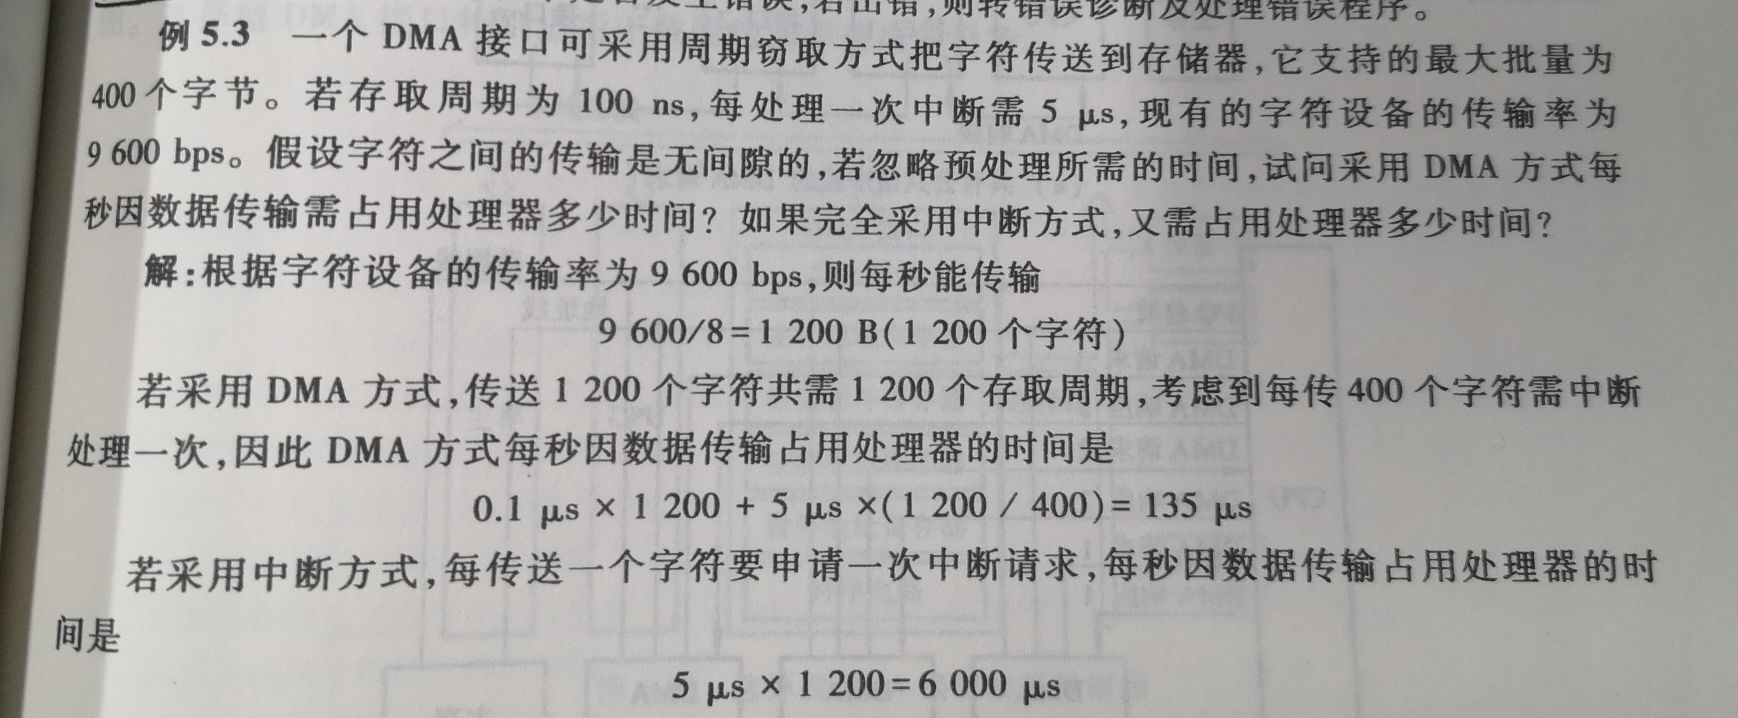 错误,若出错,则转错误诊断及处理错误程序。
例 5.3 一个 DMA 接口可采用周期窃取方式把字符传送到存储器,它支持的最大批量为
400 个字节。若存取周期为 100 ns,每处理一次中断需 5 μs,现有的字符设备的传输率为
9 600 bps。假设字符之间的传输是无间隙的,若忽略预处理所需的时间,试问采用 DMA 方式每
秒因数据传输需占用处理器多少时间?如果完全采用中断方式,又需占用处理器多少时间?
解:根据字符设备的传输率为 9 600 bps,则每秒能传输
9 600/8=1 200 B(1 200 个字符)
若采用 DMA 方式,传送 1 200 个字符共需 1 200 个存取周期,考虑到每传 400 个字符需中断
处理一次,因此 DMA 方式每秒因数据传输占用处理器的时间是
0.1 μs × 1 200 + 5 μs ×(1 200 / 400)= 135 μs
若采用中断方式,每传送一个字符要申请一次中断请求,每秒因数据传输占用处理器的时
间是
5 μs × 1 200=6 000 μs